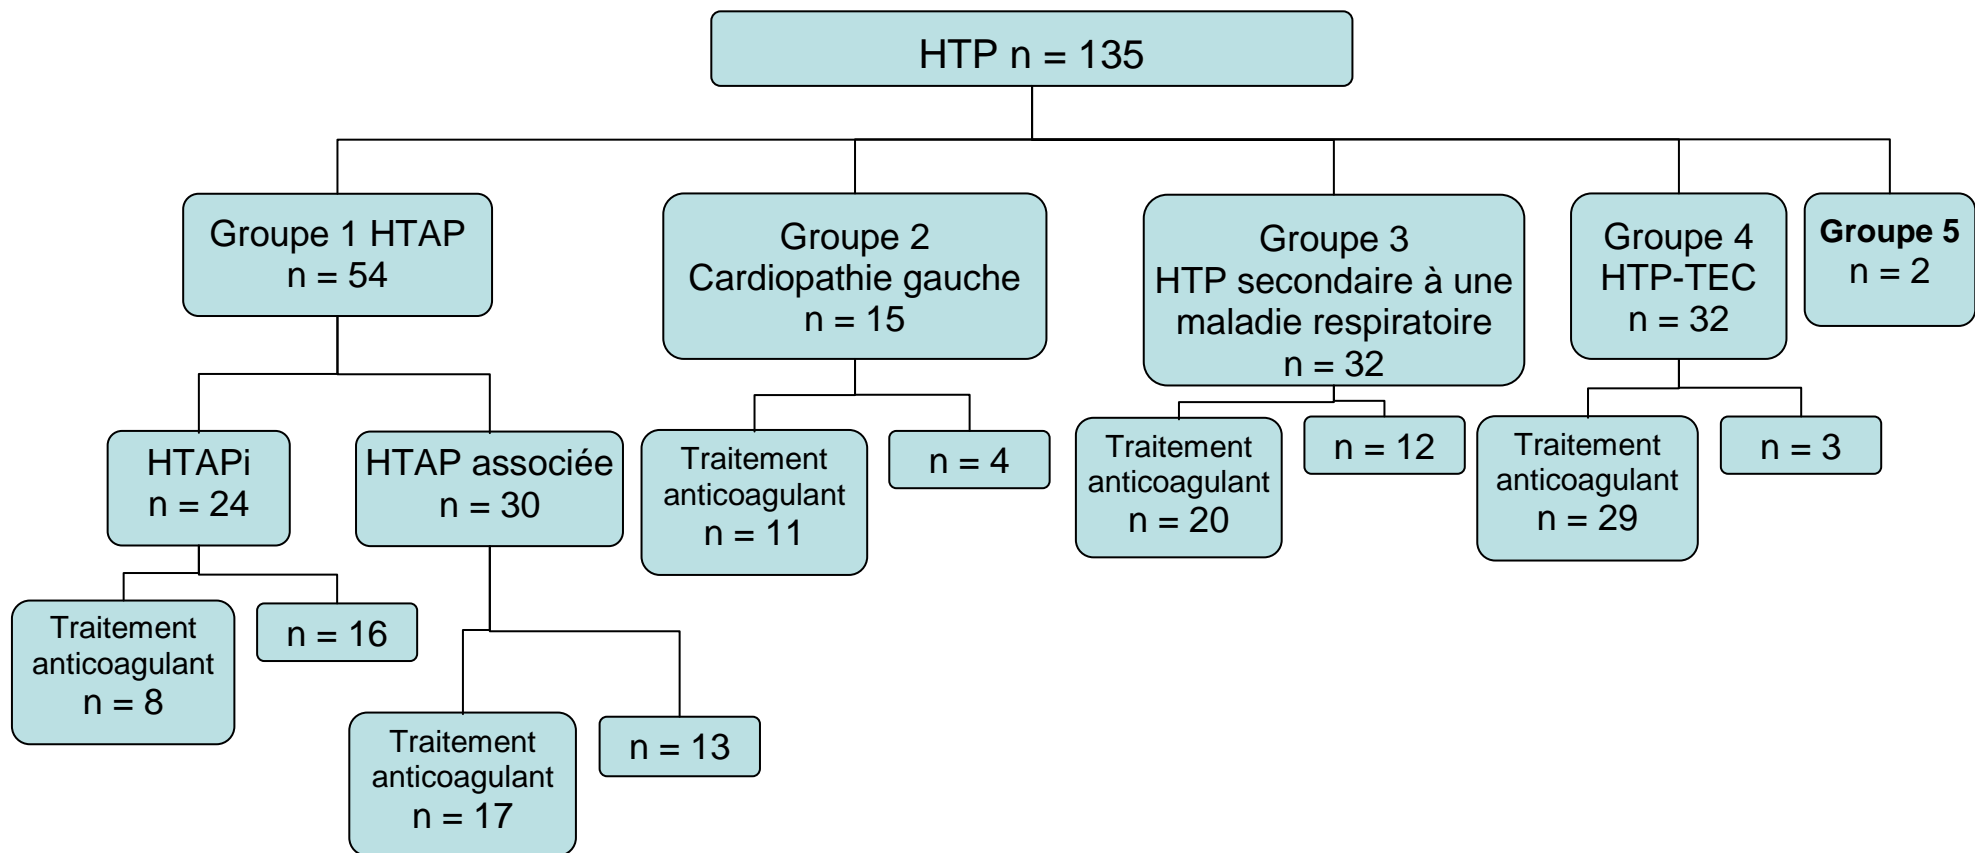 HTP n = 135
Groupe 1 HTAP
n = 54
Groupe 2
Cardiopathie gauche
n = 15
Groupe 3
HTP secondaire à une
maladie respiratoire
n = 32
Groupe 4
HTP-TEC
n = 32
Groupe 5
n = 2
HTAPi
n = 24
HTAP associée
n = 30
Traitement
anticoagulant
n = 11
n = 4
Traitement
anticoagulant
n = 20
n = 12
Traitement
anticoagulant
n = 29
n = 3
Traitement
anticoagulant
n = 8
n = 16
Traitement
anticoagulant
n = 17
n = 13